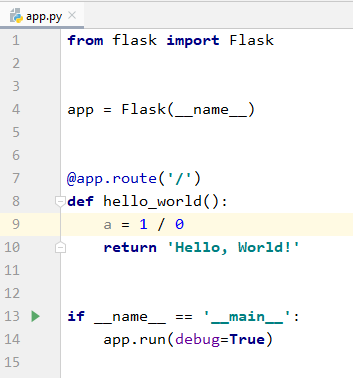 app.py
1 from flask import Flask
2
3
4 app = Flask(__name__)
5
6
7 @app.route('/')
8 def hello_world():
9     a = 1 / 0
10     return 'Hello, World!'
11
12
13 if __name__ == '__main__':
14     app.run(debug=True)
15